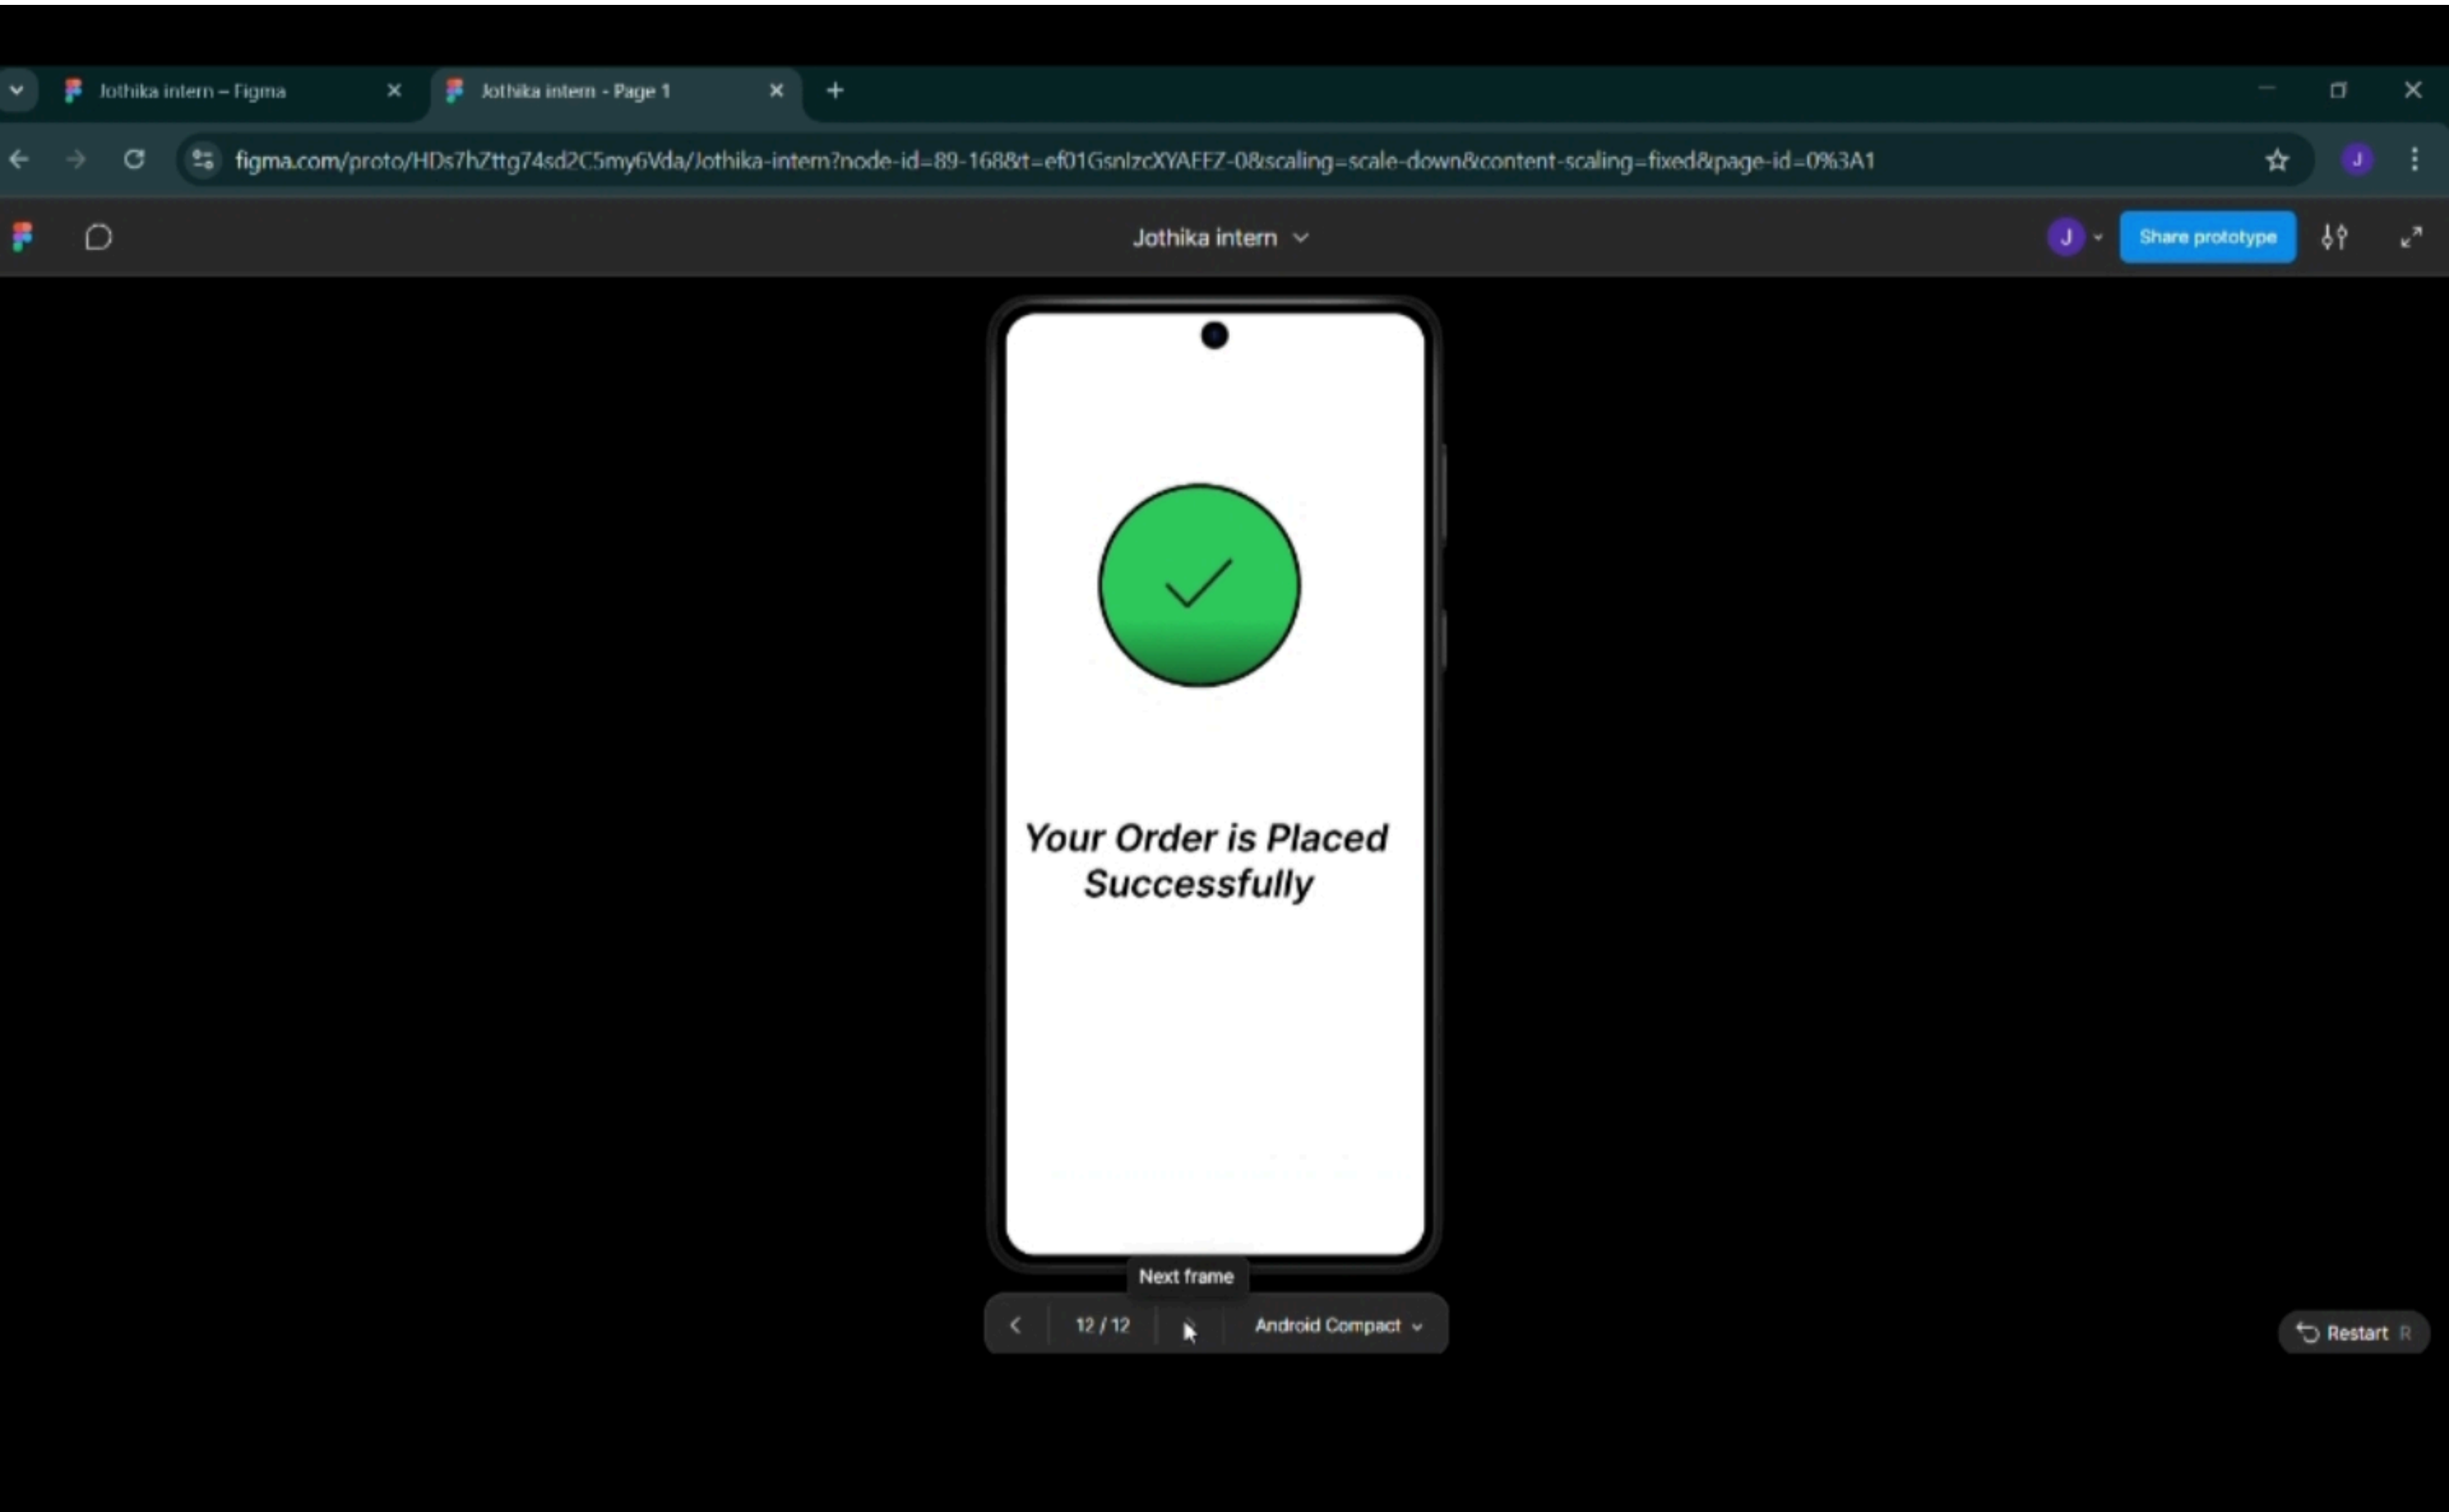 Jothika intern – Figma
Jothika intern - Page 1
figma.com/proto/HDs7hZttg74sd2C5my6Vda/Jothika-intern?node-id=89-168&t=ef01GsnIzcXYAEEZ-0&scaling=scale-down&content-scaling=fixed&page-id=0%3A1
J
Jothika intern
J
Share prototype
Your Order is Placed
Successfully
Next frame
12 / 12
Android Compact
Restart R